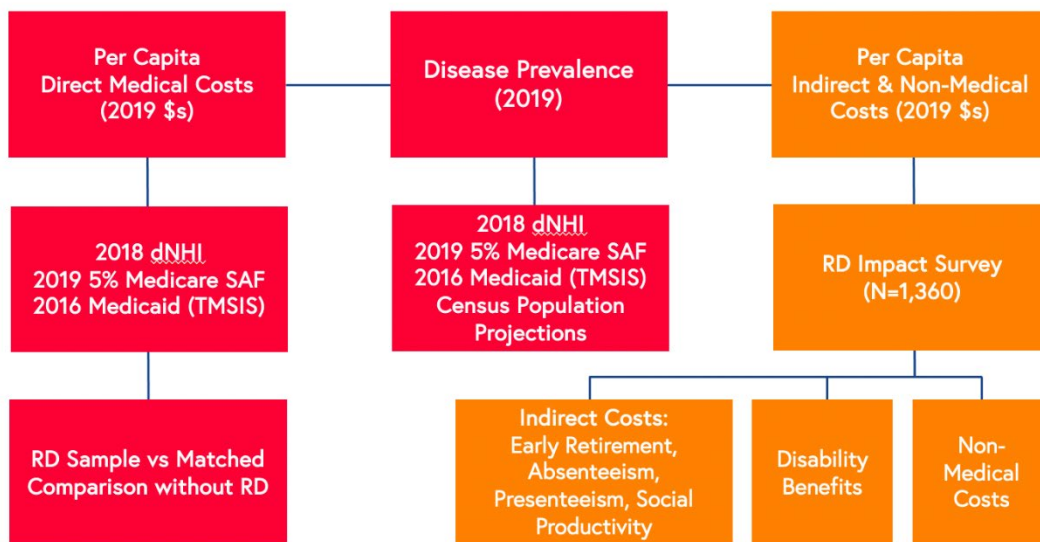 Per Capita
Direct Medical Costs
(2019 $s)
Disease Prevalence
(2019)
Per Capita
Indirect & Non-Medical
Costs (2019 $s)
2018 dNHI
2019 5% Medicare SAF
2016 Medicaid (TMSIS)
2018 dNHI
2019 5% Medicare SAF
2016 Medicaid (TMSIS)
Census Population
Projections
RD Impact Survey
(N=1,360)
RD Sample vs Matched
Comparison without RD
Indirect Costs:
Early Retirement,
Absenteeism,
Presenteeism, Social
Productivity
Disability
Benefits
Non-
Medical
Costs